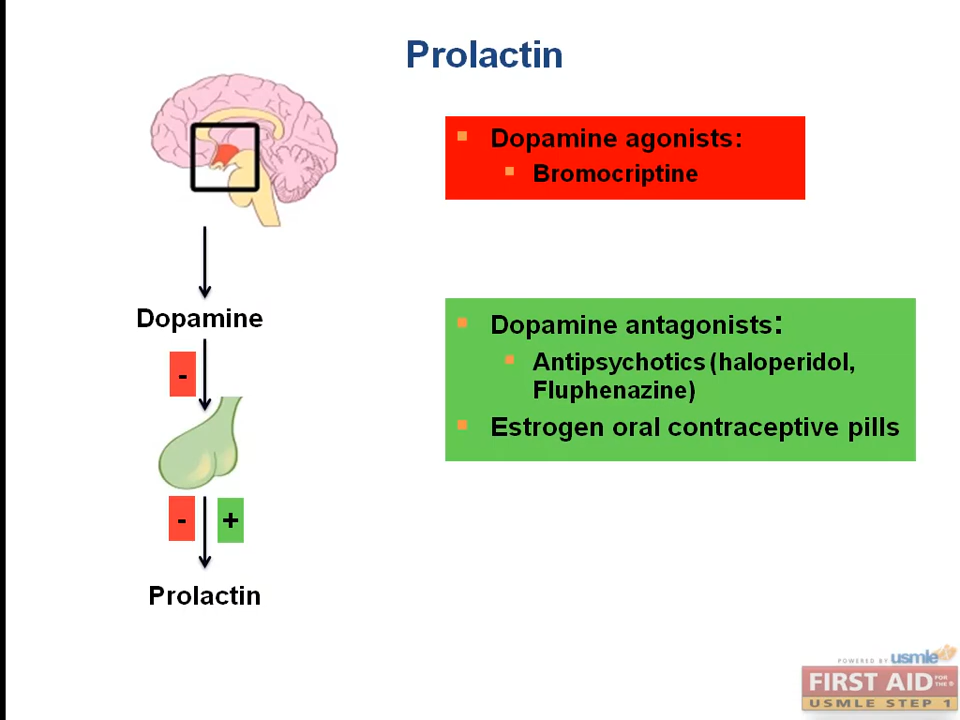 Prolactin
Dopamine agonists:
Bromocriptine
Dopamine
-
Dopamine antagonists:
Antipsychotics (haloperidol,
Fluphenazine)
Estrogen oral contraceptive pills
- +
Prolactin
POWERED BY usmle
FIRST AID FOR THE®
USMLE STEP 1